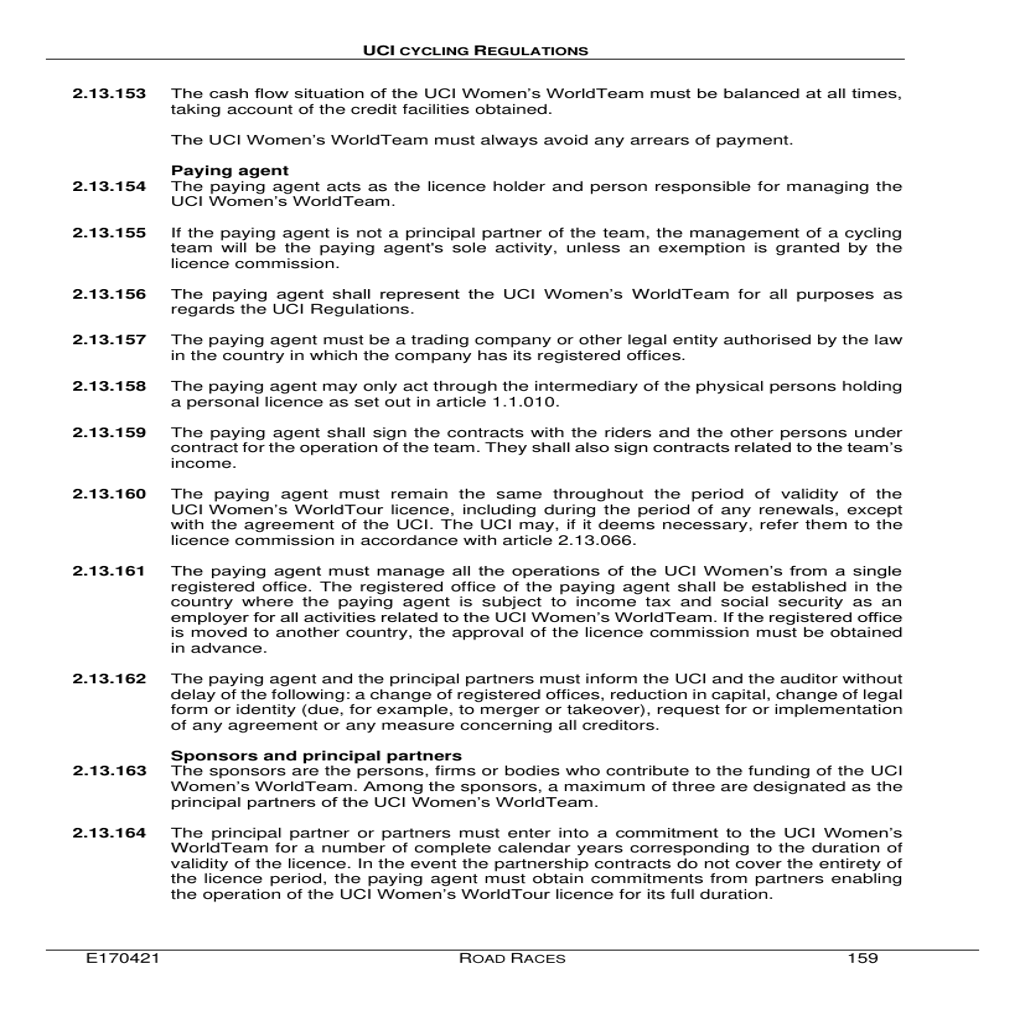 UCI CYCLING REGULATIONS
2.13.153 The cash flow situation of the UCI Women's WorldTeam must be balanced at all times,
taking account of the credit facilities obtained.
The UCI Women's WorldTeam must always avoid any arrears of payment.
Paying agent
2.13.154 The paying agent acts as the licence holder and person responsible for managing the
UCI Women's WorldTeam.
2.13.155 If the paying agent is not a principal partner of the team, the management of a cycling
team will be the paying agent's sole activity, unless an exemption is granted by the
licence commission.
2.13.156 The paying agent shall represent the UCI Women's WorldTeam for all purposes as
regards the UCI Regulations.
2.13.157 The paying agent must be a trading company or other legal entity authorised by the law
in the country in which the company has its registered offices.
2.13.158 The paying agent may only act through the intermediary of the physical persons holding
a personal licence as set out in article 1.1.010.
2.13.159 The paying agent shall sign the contracts with the riders and the other persons under
contract for the operation of the team. They shall also sign contracts related to the team's
income.
2.13.160 The paying agent must remain the same throughout the period of validity of the
UCI Women's WorldTour licence, including during the period of any renewals, except
with the agreement of the UCI. The UCI may, if it deems necessary, refer them to the
licence commission in accordance with article 2.13.066.
2.13.161 The paying agent must manage all the operations of the UCI Women's from a single
registered office. The registered office of the paying agent shall be established in the
country where the paying agent is subject to income tax and social security as an
employer for all activities related to the UCI Women's WorldTeam. If the registered office
is moved to another country, the approval of the licence commission must be obtained
in advance.
2.13.162 The paying agent and the principal partners must inform the UCI and the auditor without
delay of the following: a change of registered offices, reduction in capital, change of legal
form or identity (due, for example, to merger or takeover), request for or implementation
of any agreement or any measure concerning all creditors.
Sponsors and principal partners
2.13.163 The sponsors are the persons, firms or bodies who contribute to the funding of the UCI
Women's WorldTeam. Among the sponsors, a maximum of three are designated as the
principal partners of the UCI Women's WorldTeam.
2.13.164 The principal partner or partners must enter into a commitment to the UCI Women's
WorldTeam for a number of complete calendar years corresponding to the duration of
validity of the licence. In the event the partnership contracts do not cover the entirety of
the licence period, the paying agent must obtain commitments from partners enabling
the operation of the UCI Women's WorldTour licence for its full duration.
E170421 ROAD RACES 159